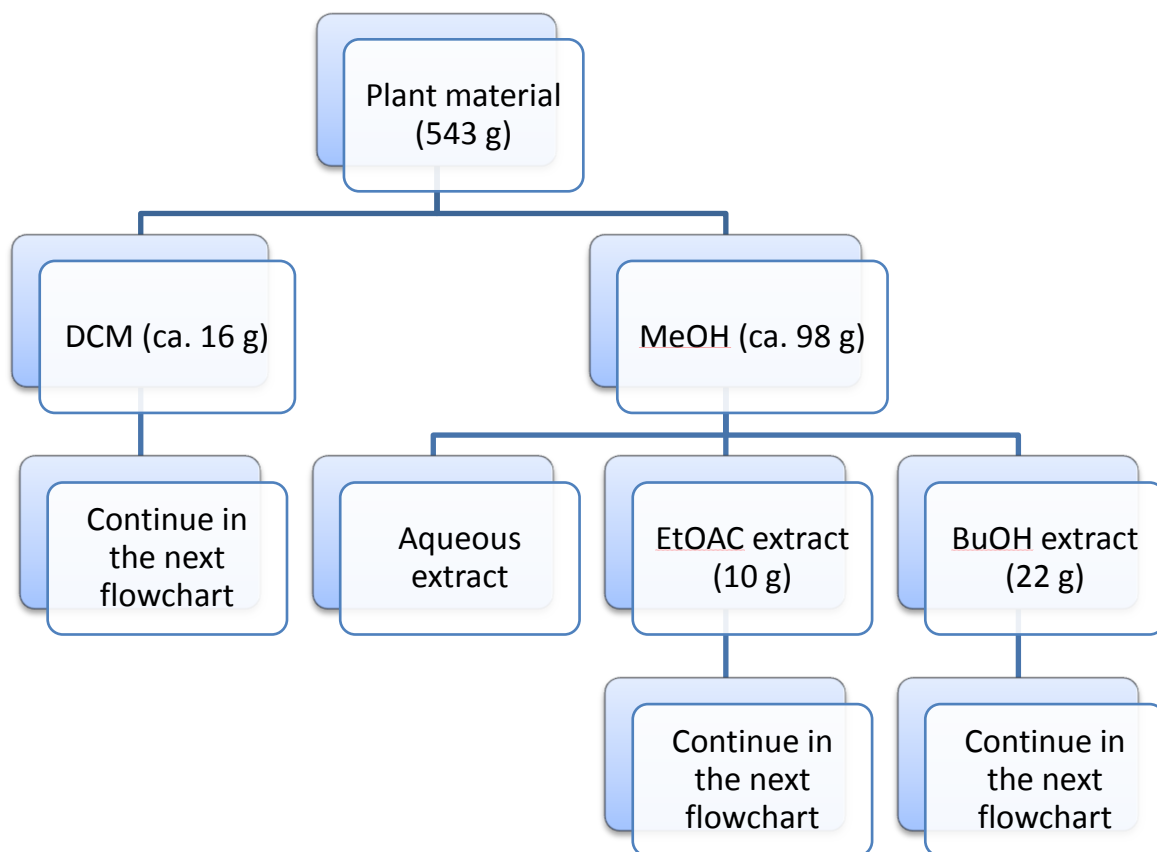 Plant material
(543 g)
DCM (ca. 16 g)
MeOH (ca. 98 g)
Continue in
the next
flowchart
Aqueous
extract
EtOAC extract
(10 g)
BuOH extract
(22 g)
Continue in
the next
flowchart
Continue in
the next
flowchart